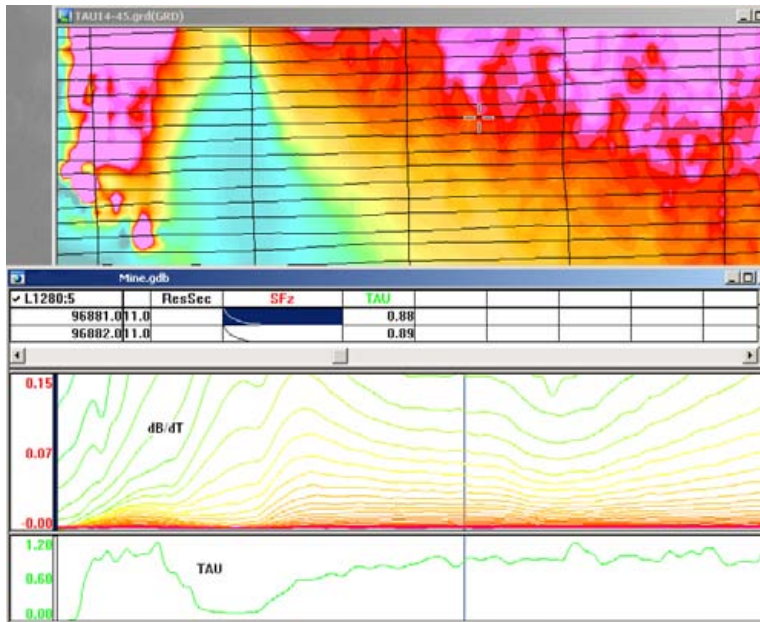 TAU14-45.grd(GRD)
Mine.gdb
✓ L1280:5 ResSec SFz TAU
96881.0 11.0 0.88
96882.0 11.0 0.89
0.15
dB/dT
0.07
-0.00
1.20
TAU
0.60
0.00